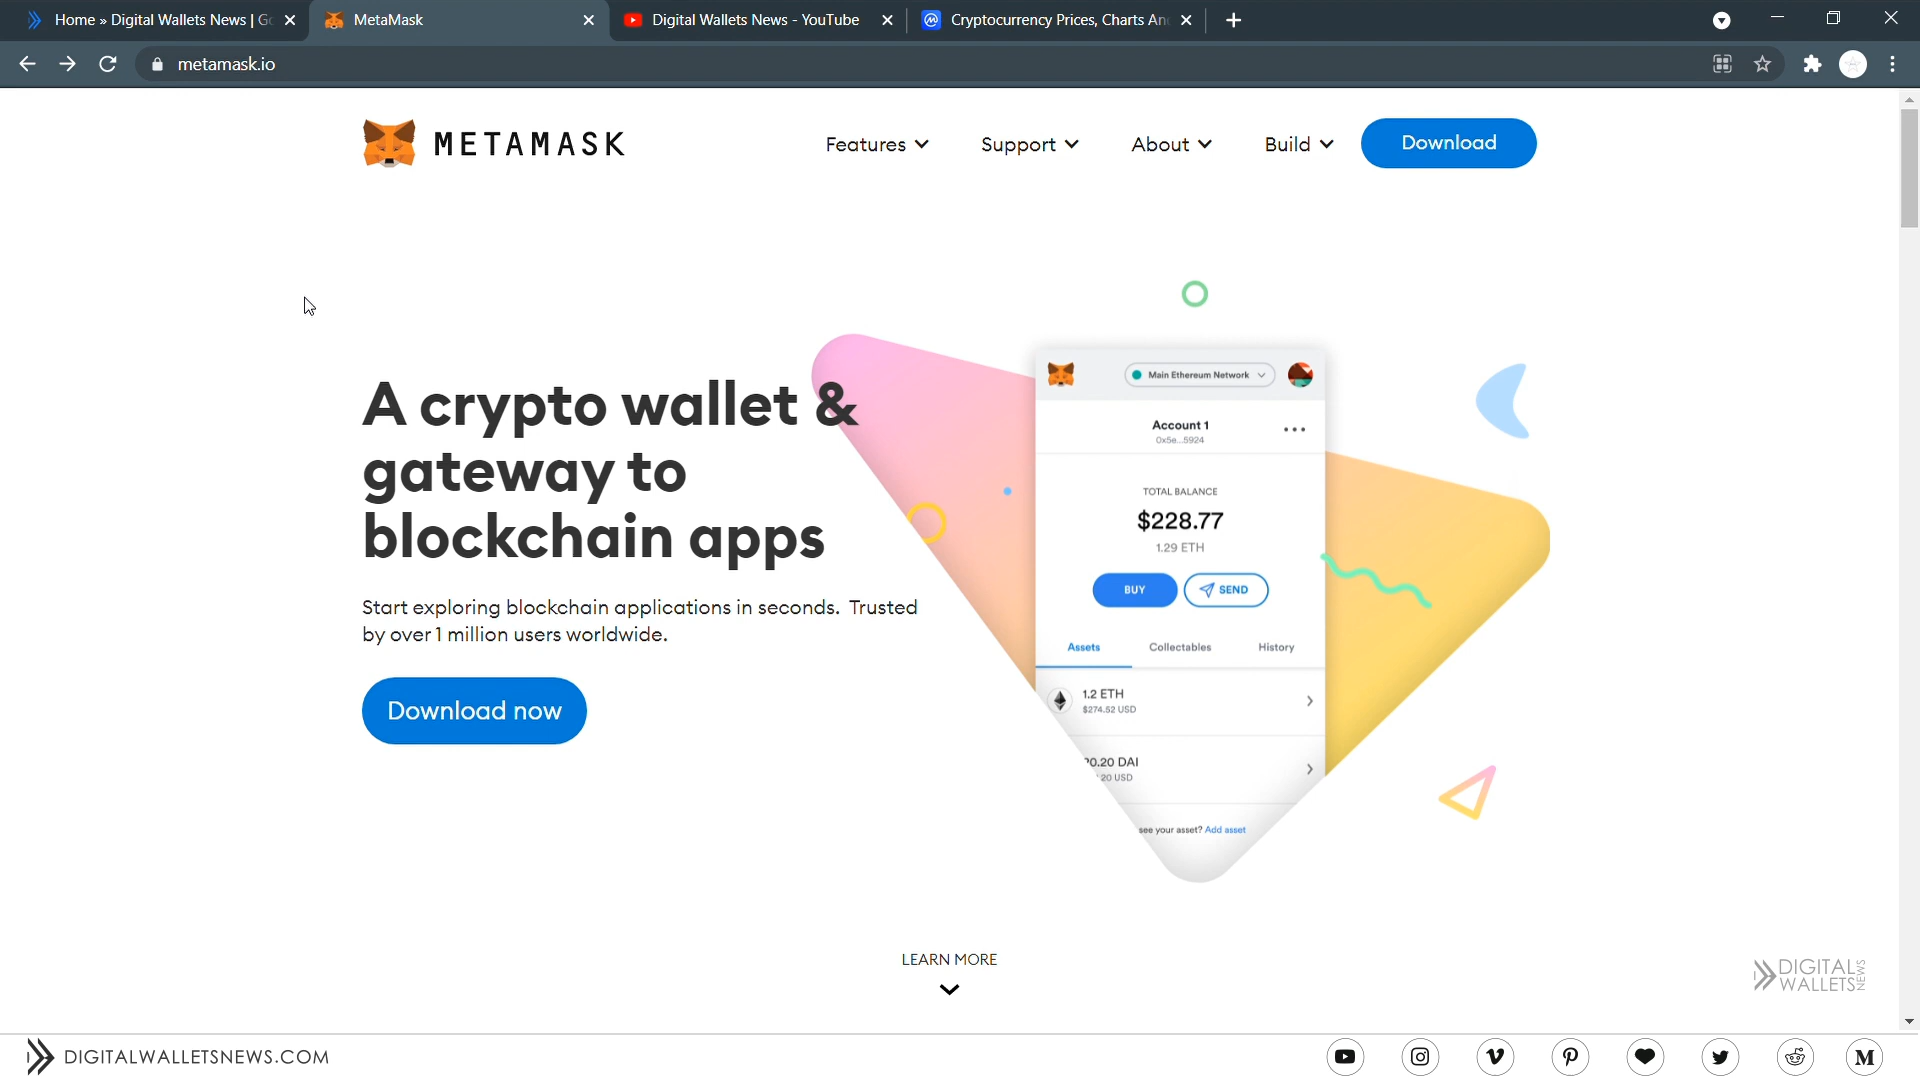 Home » Digital Wallets News | Go
MetaMask
Digital Wallets News - YouTube
Cryptocurrency Prices, Charts An
metamask.io
METAMASK
Features
Support
About
Build
Download
A crypto wallet &
gateway to
blockchain apps
Start exploring blockchain applications in seconds. Trusted
by over 1 million users worldwide.
Download now
Main Ethereum Network
Account 1
0x5e...5924
TOTAL BALANCE
$228.77
1.29 ETH
BUY
SEND
Assets
Collectables
History
1.2 ETH
$274.52 USD
20.20 DAI
20 USD
see your asset? Add asset
LEARN MORE
DIGITAL
WALLETS
NEWS
DIGITALWALLETSNEWS.COM